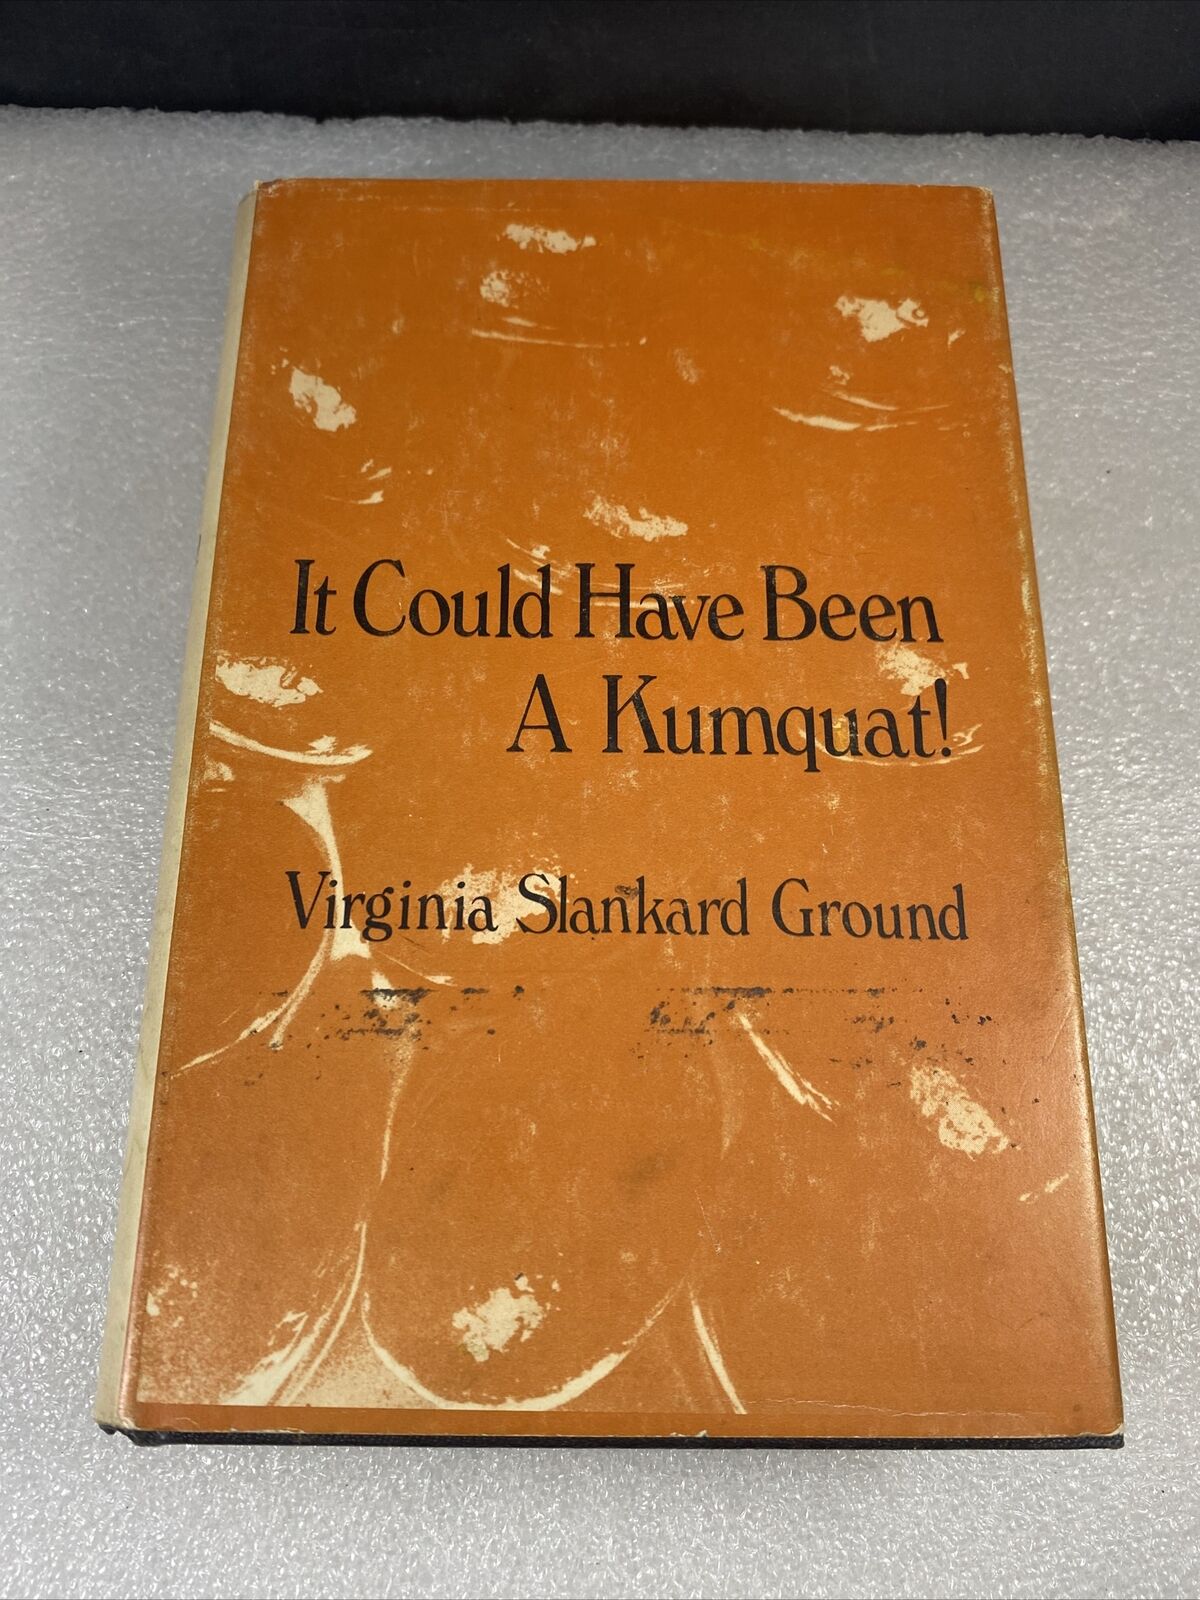 It Could Have Been
A Kumquat!
Virginia Slankard Ground